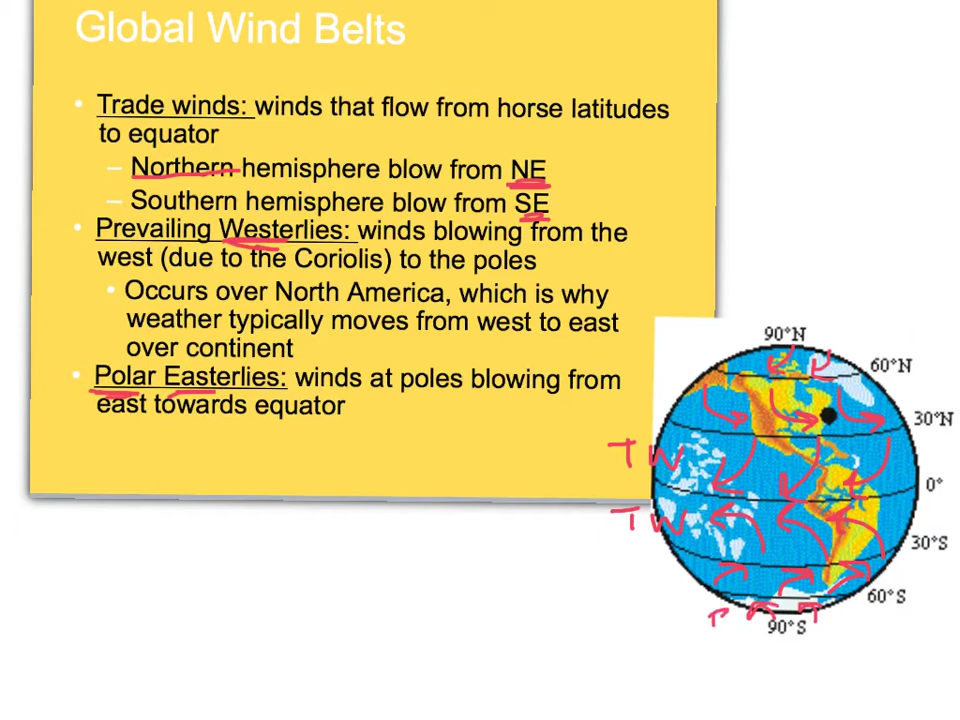 Global Wind Belts
• Trade winds: winds that flow from horse latitudes
to equator
– Northern hemisphere blow from NE
– Southern hemisphere blow from SE
• Prevailing Westerlies: winds blowing from the
west (due to the Coriolis) to the poles
• Occurs over North America, which is why
weather typically moves from west to east
over continent
• Polar Easterlies: winds at poles blowing from
east towards equator
90°N
60°N
30°N
TW
0°
TW
30°S
60°S
90°S